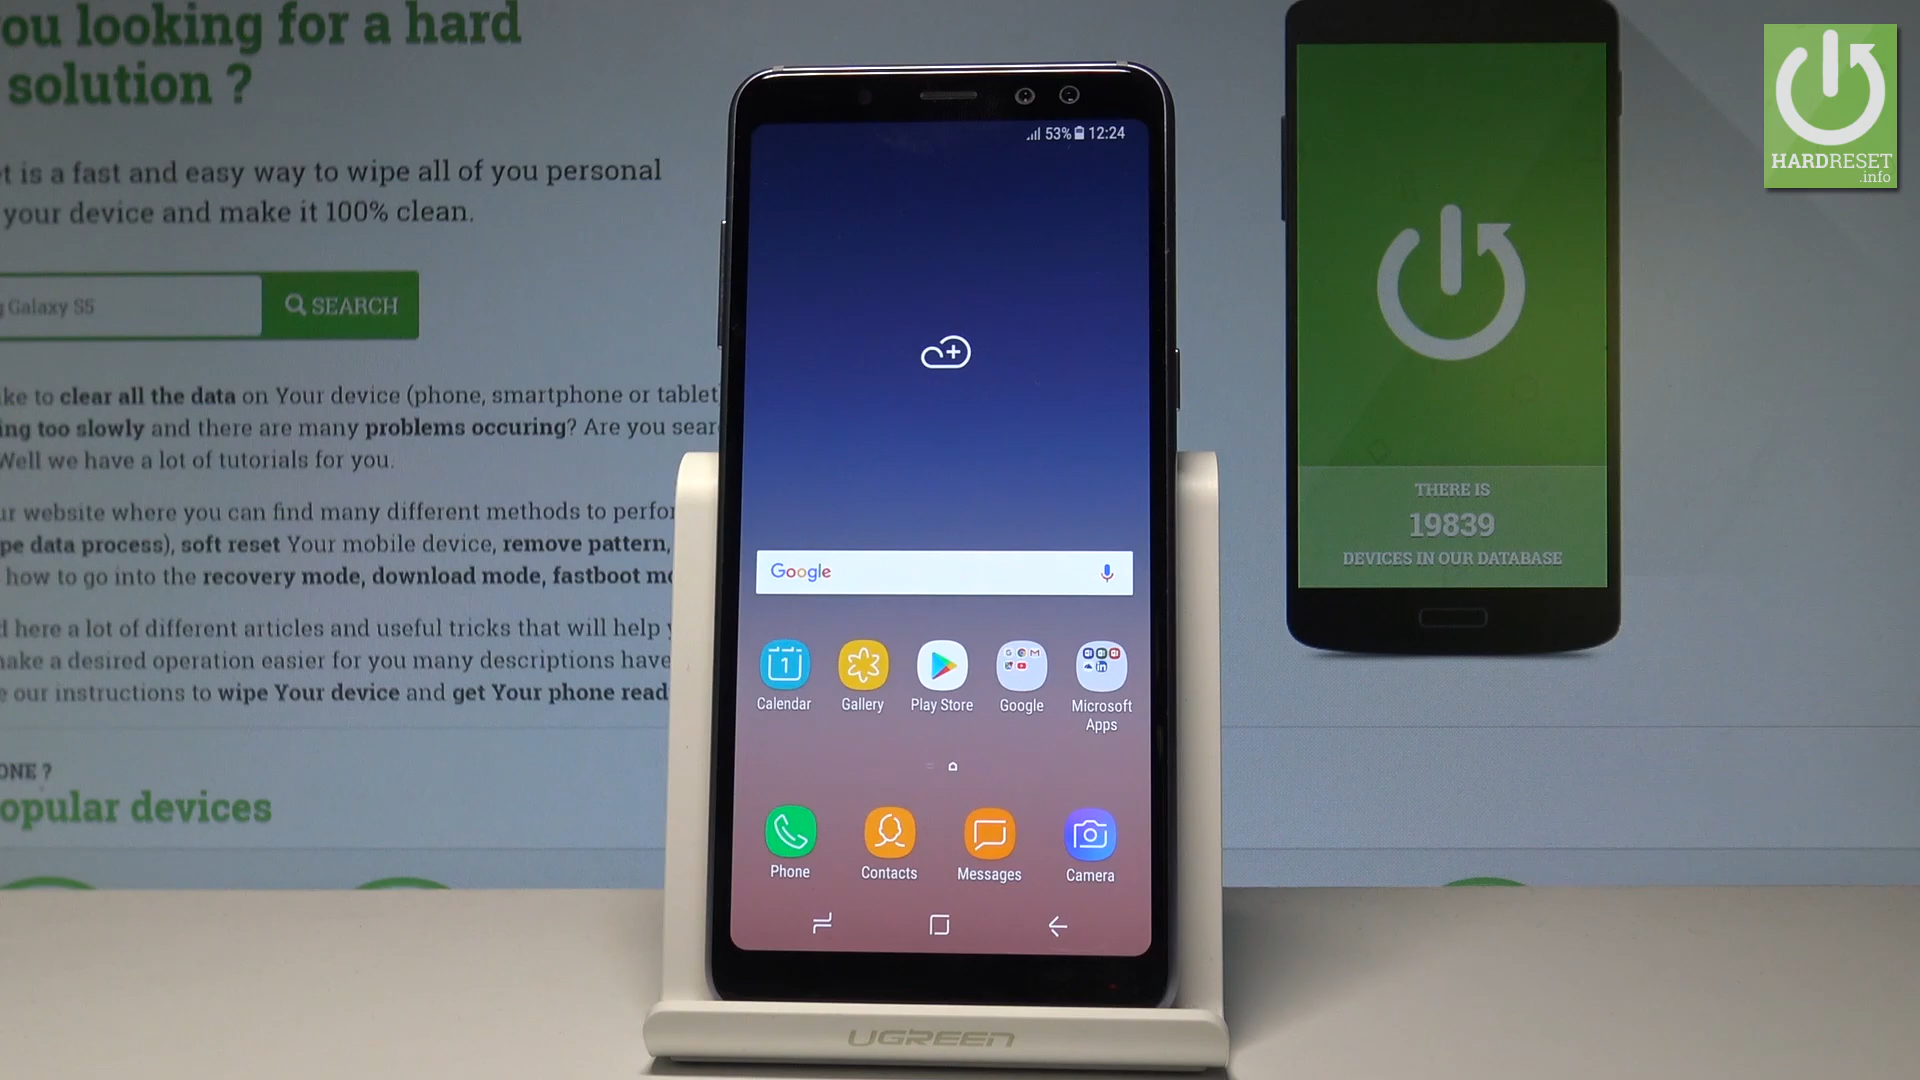 ou looking for a hard
solution ?
t is a fast and easy way to wipe all of you personal
your device and make it 100% clean.
Galaxy S5
SEARCH
ke to clear all the data on Your device (phone, smartphone or tablet
ing too slowly and there are many problems occuring? Are you sear
Well we have a lot of tutorials for you.
ur website where you can find many different methods to perfor
pe data process), soft reset Your mobile device, remove pattern,
how to go into the recovery mode, download mode, fastboot mo
d here a lot of different articles and useful tricks that will help
make a desired operation easier for you many descriptions have
e our instructions to wipe Your device and get Your phone read
ONE ?
opular devices
53% 12:24
Google
1
Calendar
Gallery
Play Store
Google
Microsoft
Apps
Phone
Contacts
Messages
Camera
UGREEN
THERE IS
19839
DEVICES IN OUR DATABASE
HARDRESET
.info